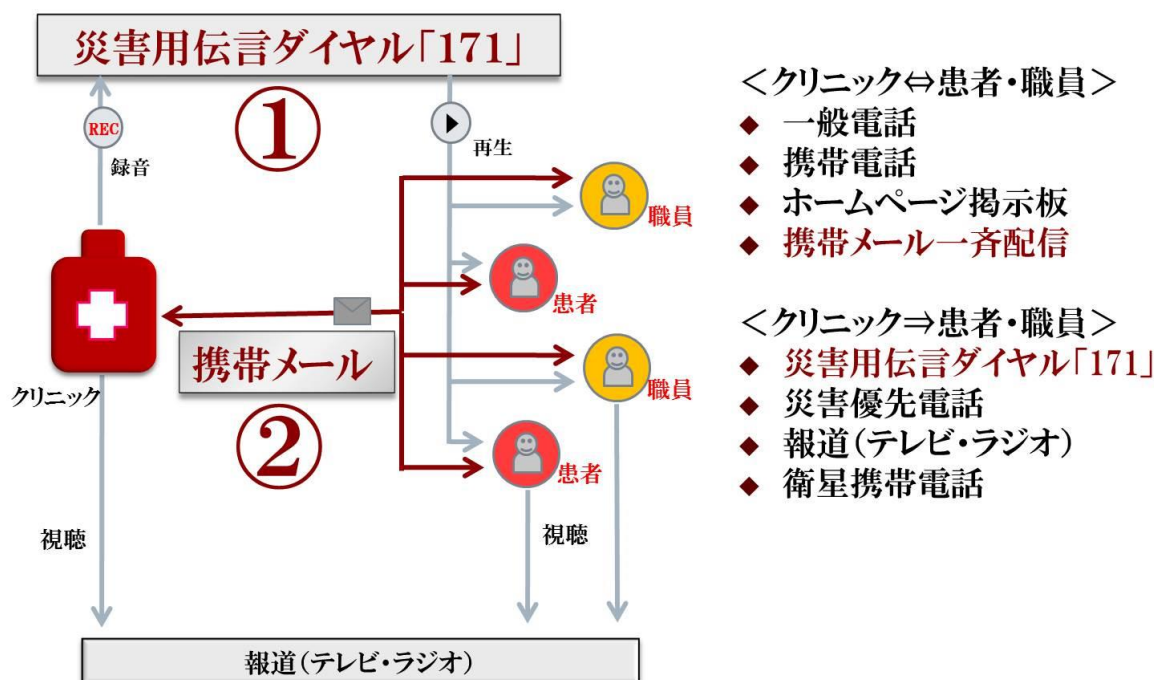 災害用伝言ダイヤル「171」
①
REC
録音
再生
職員
患者
携帯メール
職員
クリニック
②
患者
視聴
視聴
報道(テレビ・ラジオ)
<クリニック⇔患者・職員>
◆ 一般電話
◆ 携帯電話
◆ ホームページ掲示板
◆ 携帯メール一斉配信
<クリニック⇒患者・職員>
◆ 災害用伝言ダイヤル「171」
◆ 災害優先電話
◆ 報道(テレビ・ラジオ)
◆ 衛星携帯電話